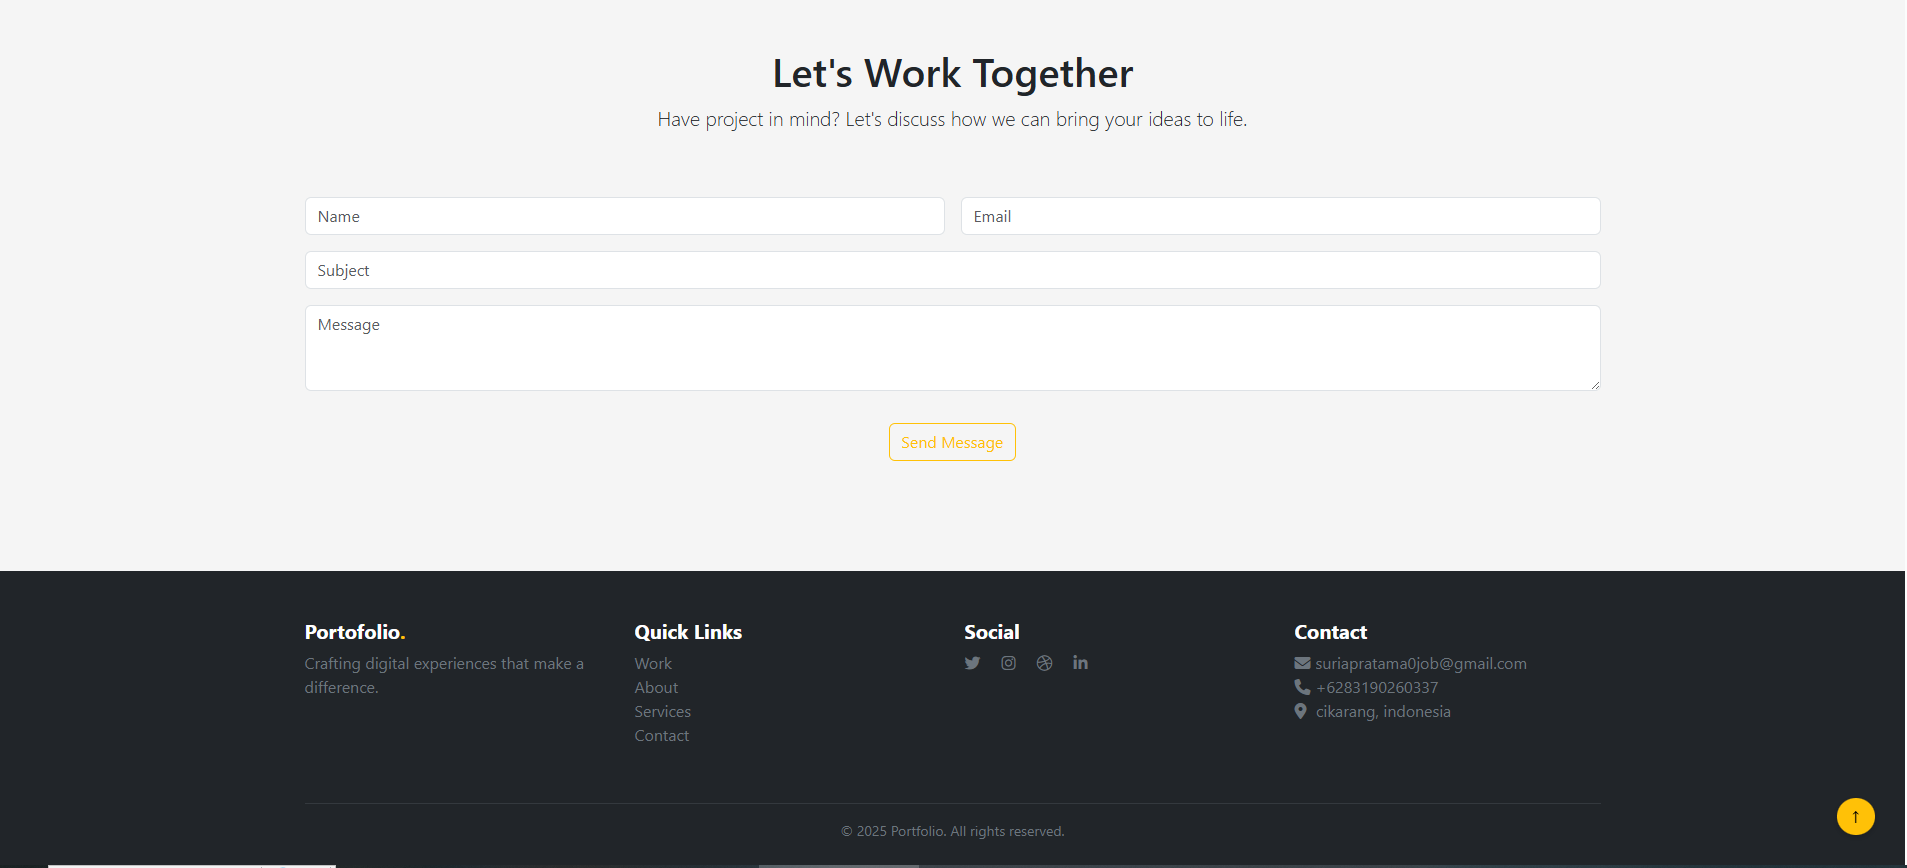 Let's Work Together
Have project in mind? Let's discuss how we can bring your ideas to life.
Name
Email
Subject
Message
Send Message
Portofolio.
Crafting digital experiences that make a
difference.
Quick Links
Work
About
Services
Contact
Social
Contact
suriapratama0job@gmail.com
+6283190260337
cikarang, indonesia
© 2025 Portfolio. All rights reserved.
↑